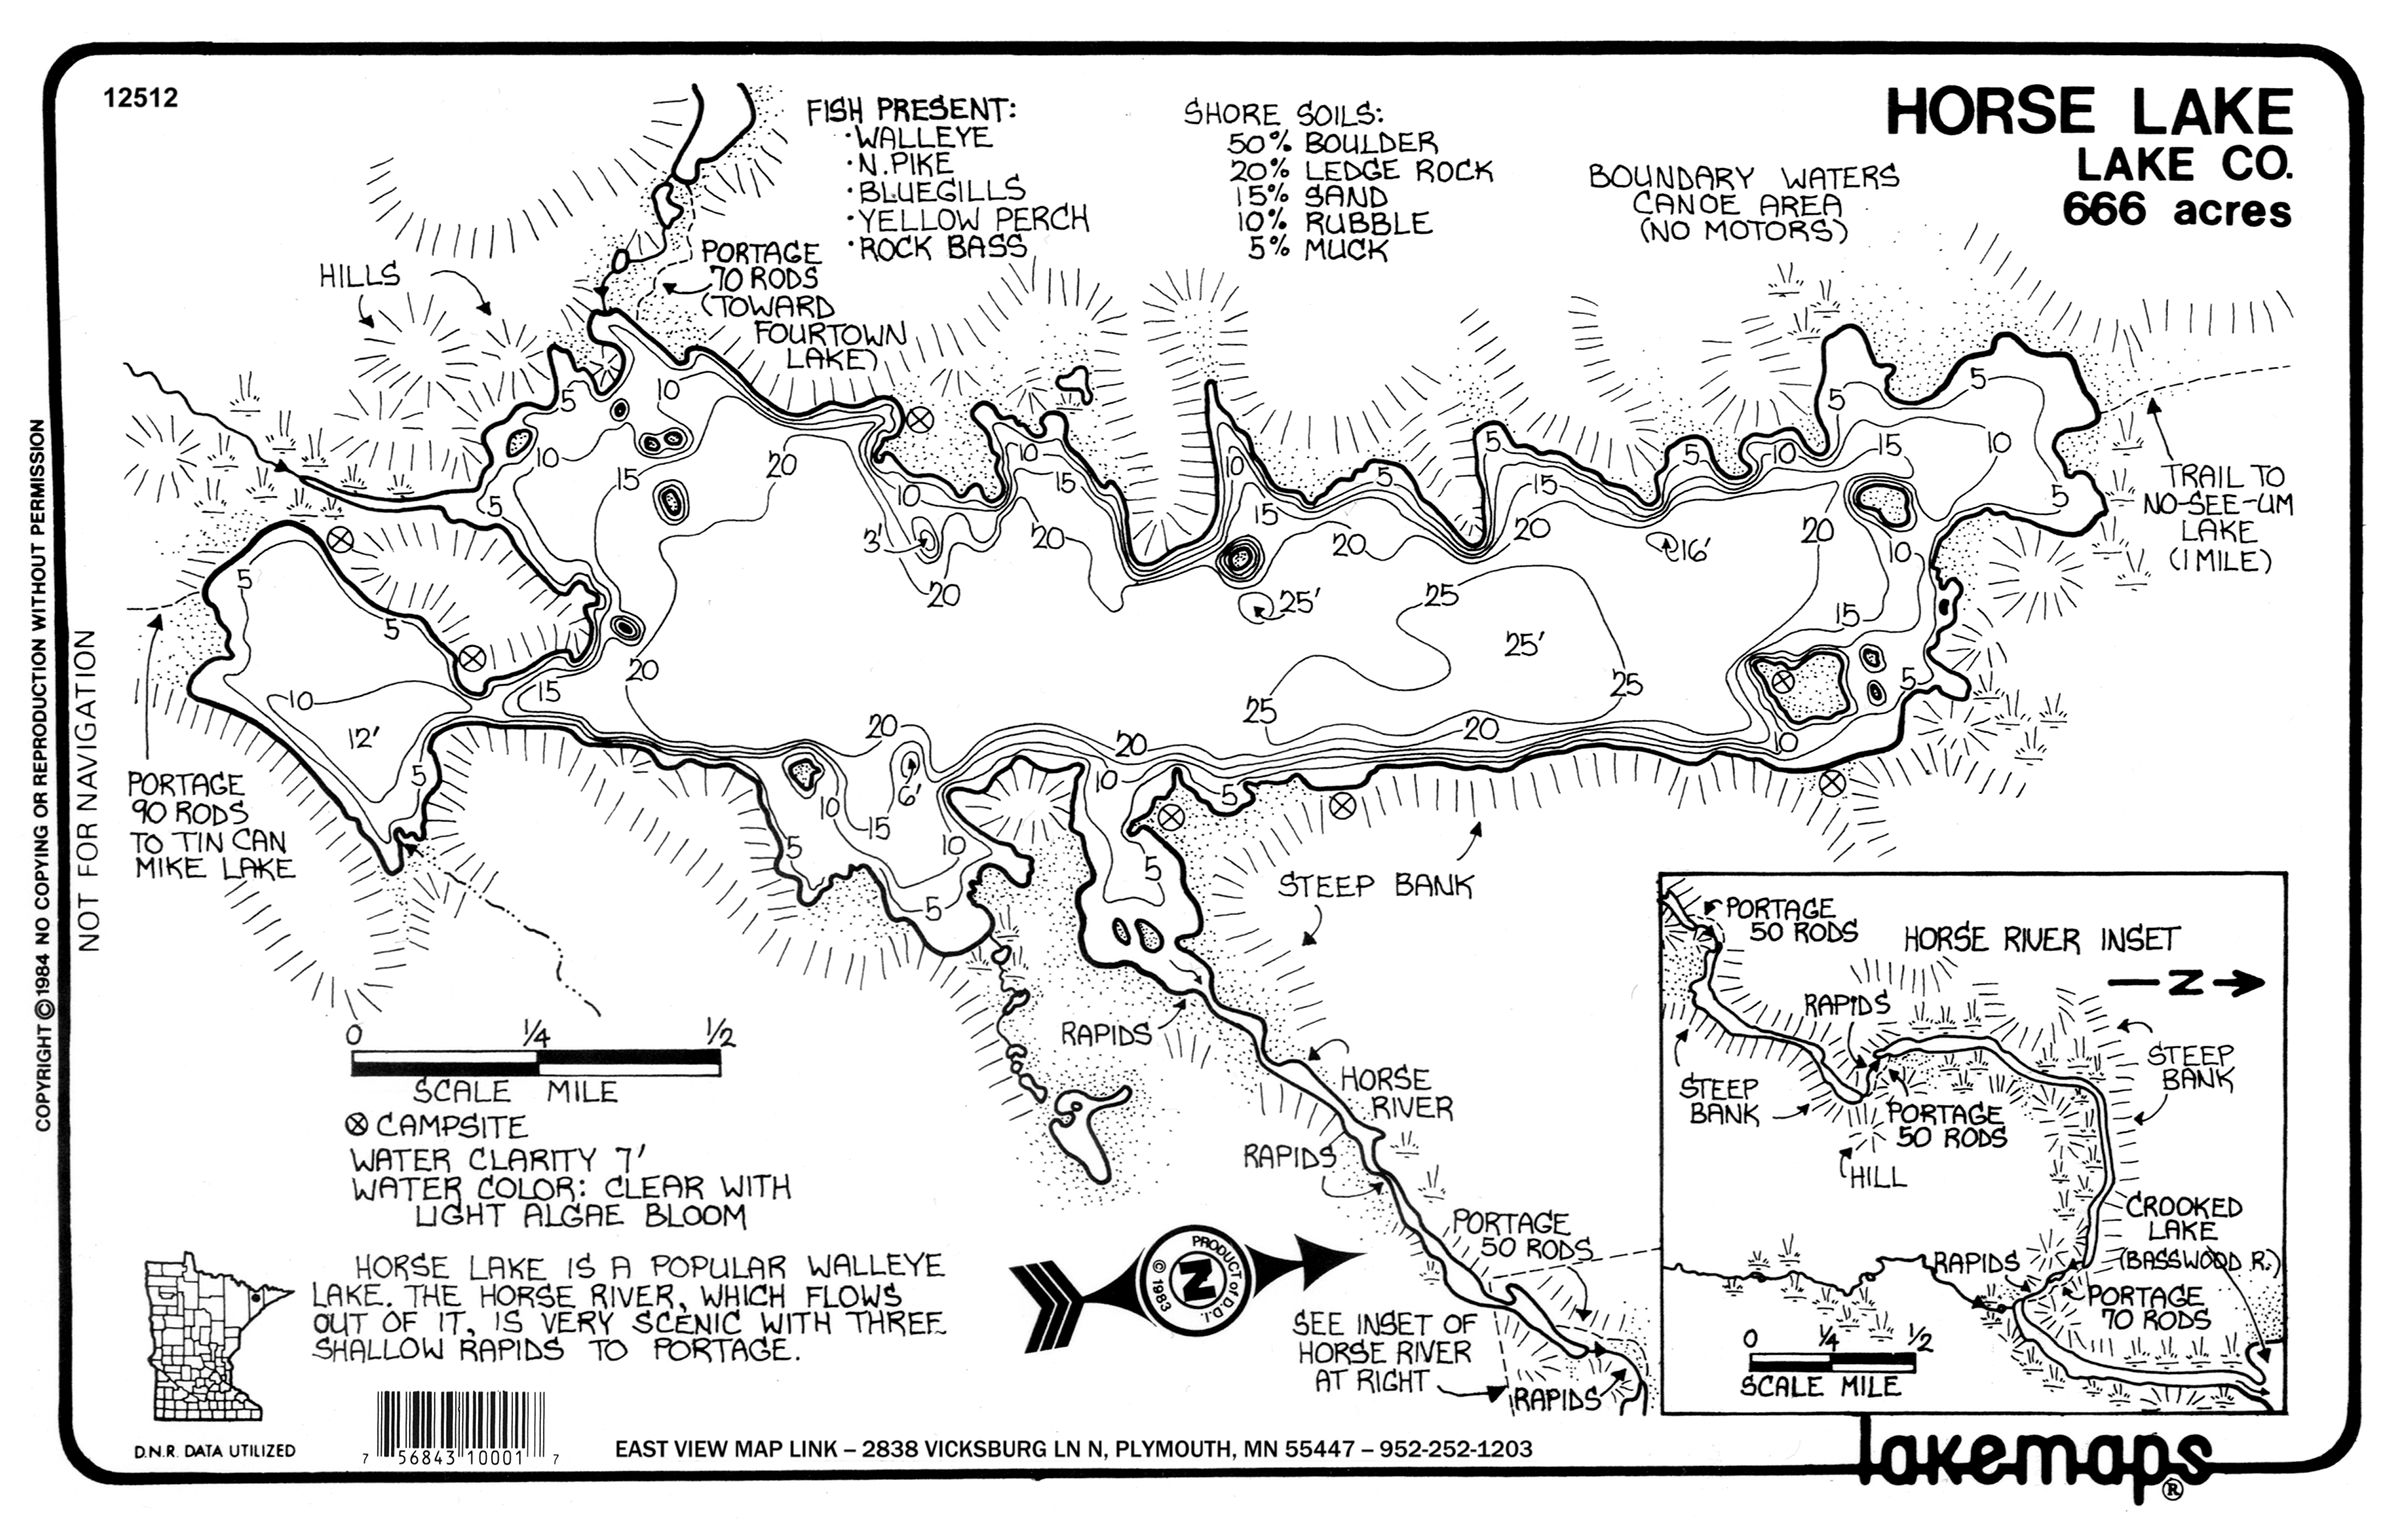 12512
HORSE LAKE
LAKE CO.
666 acres
FISH PRESENT:
·WALLEYE
·N.PIKE
·BLUEGILLS
·YELLOW PERCH
·ROCK BASS
SHORE SOILS:
50% BOULDER
20% LEDGE ROCK
15% SAND
10% RUBBLE
5% MUCK
BOUNDARY WATERS
CANOE AREA
(NO MOTORS)
HILLS
PORTAGE
70 RODS
(TOWARD
FOURTOWN
LAKE)
5
10
5
10
15
20
5
3'
10
20
10
15
20
10
15
20
25'
5
5
15
20
5
10
16'
5
15
20
5
10
5
10
15
5
10
TRAIL TO
NO-SEE-UM
LAKE
(1 MILE)
5
5
10
12'
5
15
20
20
6'
10
15
10
5
5
20
10
5
5
25
25'
25
25
20
PORTAGE
90 RODS
TO TIN CAN
MIKE LAKE
STEEP BANK
RAPIDS
HORSE
RIVER
RAPIDS
PORTAGE
50 RODS
SEE INSET OF
HORSE RIVER
AT RIGHT
RAPIDS
0 1/4 1/2
SCALE MILE
⊗ CAMPSITE
WATER CLARITY 7'
WATER COLOR: CLEAR WITH
LIGHT ALGAE BLOOM
HORSE LAKE IS A POPULAR WALLEYE
LAKE. THE HORSE RIVER, WHICH FLOWS
OUT OF IT, IS VERY SCENIC WITH THREE
SHALLOW RAPIDS TO PORTAGE.
PRODUCT of D.D.I.
© 1983
N
PORTAGE
50 RODS
HORSE RIVER INSET
N
RAPIDS
STEEP
BANK
STEEP
BANK
PORTAGE
50 RODS
HILL
CROOKED
LAKE
(BASSWOOD R.)
RAPIDS
PORTAGE
70 RODS
0 1/4 1/2
SCALE MILE
D.N.R. DATA UTILIZED
7 56843 10001 7
EAST VIEW MAP LINK – 2838 VICKSBURG LN N, PLYMOUTH, MN 55447 – 952-252-1203
lakemaps®
COPYRIGHT © 1984 NO COPYING OR REPRODUCTION WITHOUT PERMISSION
NOT FOR NAVIGATION